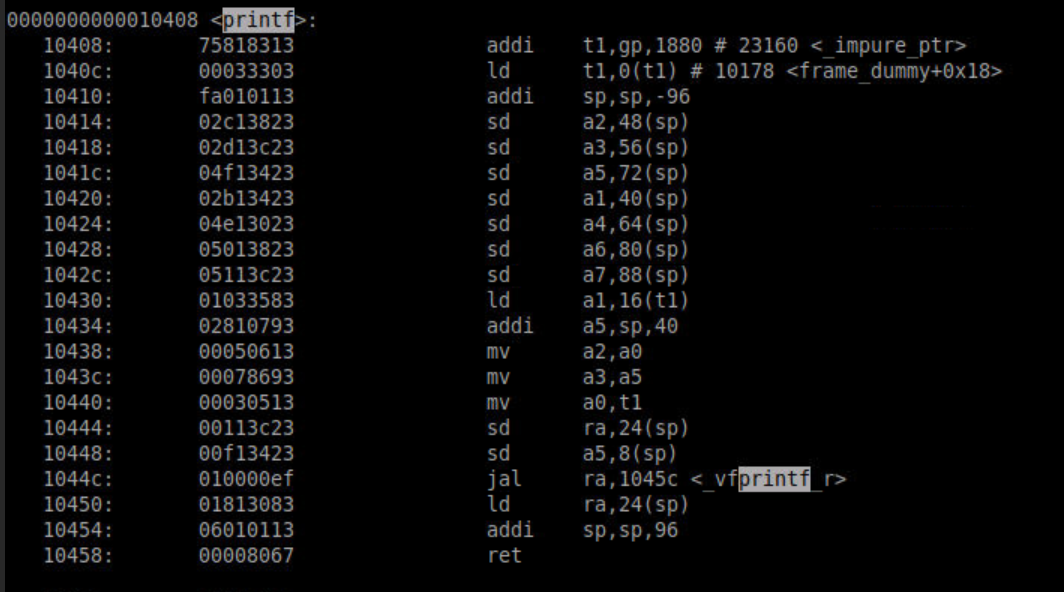 0000000000010408 <printf>:
10408: 75818313 addi t1,gp,1880 # 23160 <_impure_ptr>
1040c: 00033303 ld t1,0(t1) # 10178 <frame_dummy+0x18>
10410: fa010113 addi sp,sp,-96
10414: 02c13823 sd a2,48(sp)
10418: 02d13c23 sd a3,56(sp)
1041c: 04f13423 sd a5,72(sp)
10420: 02b13423 sd a1,40(sp)
10424: 04e13023 sd a4,64(sp)
10428: 05013823 sd a6,80(sp)
1042c: 05113c23 sd a7,88(sp)
10430: 01033583 ld a1,16(t1)
10434: 02810793 addi a5,sp,40
10438: 00050613 mv a2,a0
1043c: 00078693 mv a3,a5
10440: 00030513 mv a0,t1
10444: 00113c23 sd ra,24(sp)
10448: 00f13423 sd a5,8(sp)
1044c: 010000ef jal ra,1045c <_vfprintf_r>
10450: 01813083 ld ra,24(sp)
10454: 06010113 addi sp,sp,96
10458: 00008067 ret